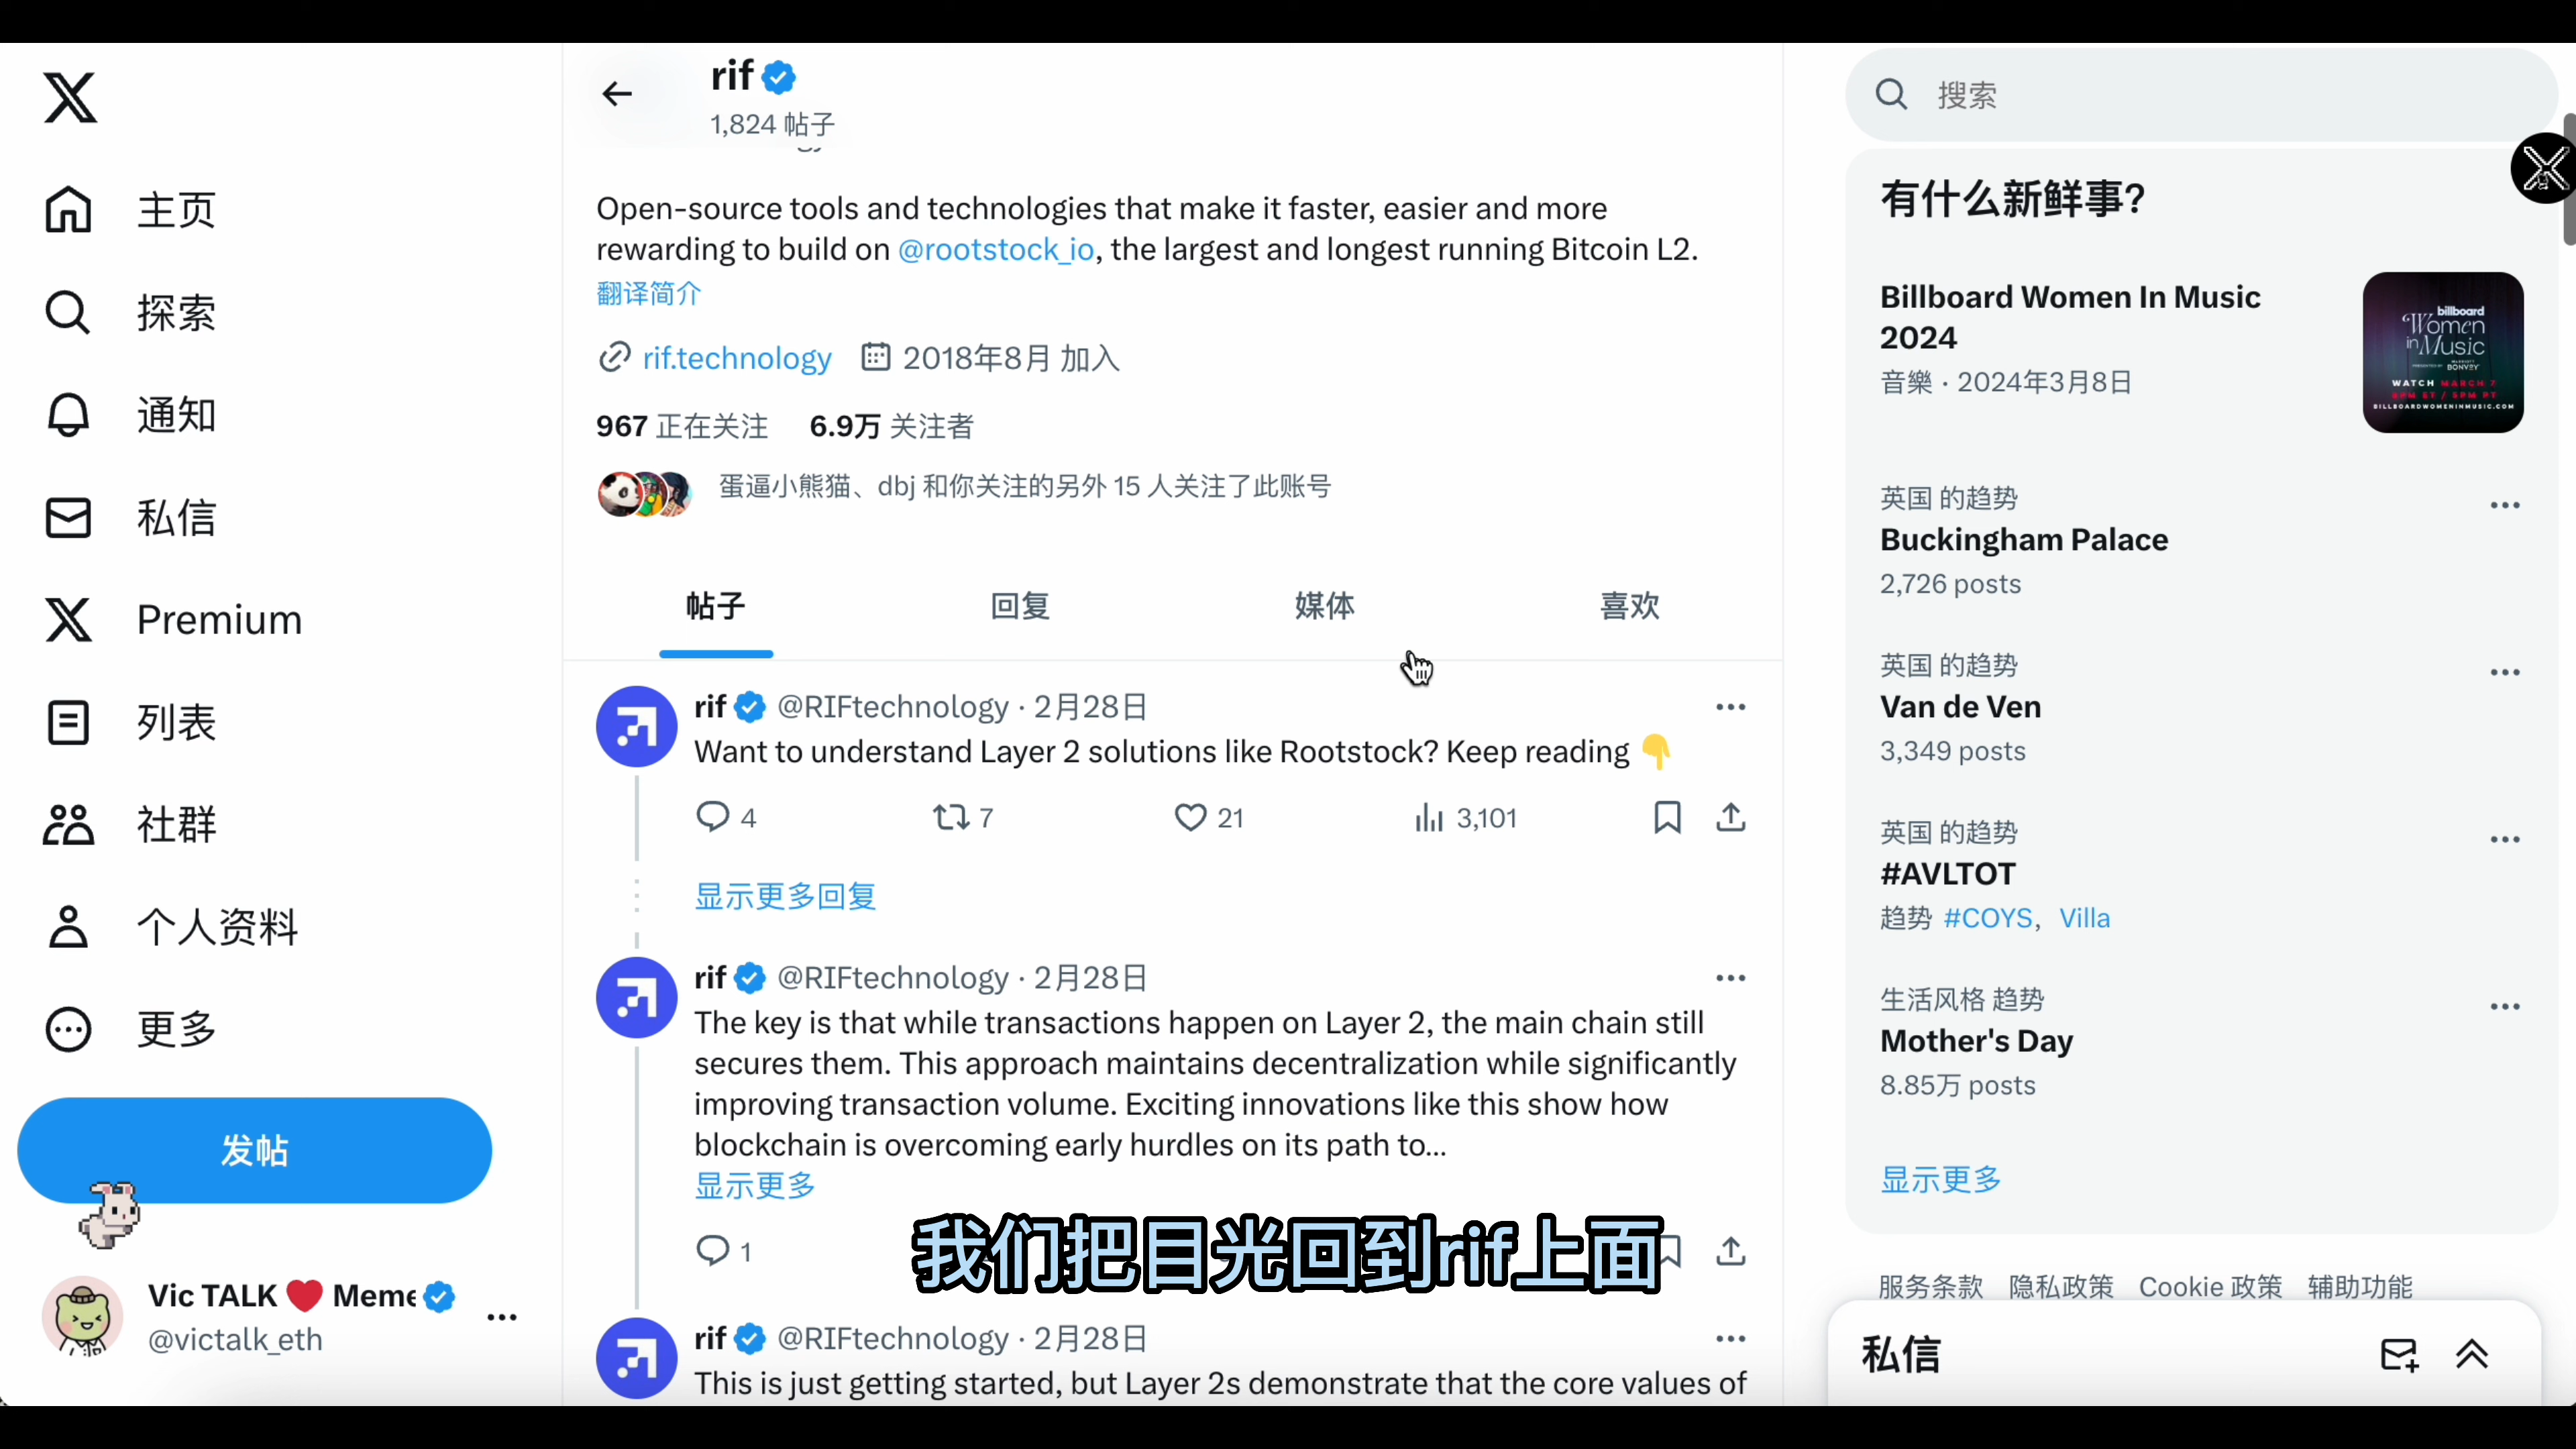 主页
探索
通知
私信
Premium
列表
社群
个人资料
更多
发帖
Vic TALK ❤️ Meme
@victalk_eth
rif
1,824 帖子
Open-source tools and technologies that make it faster, easier and more
rewarding to build on @rootstock_io, the largest and longest running Bitcoin L2.
翻译简介
rif.technology 2018年8月 加入
967 正在关注 6.9万 关注者
蛋逼小熊猫、dbj 和你关注的另外 15 人关注了此账号
帖子 回复 媒体 喜欢
rif @RIFtechnology · 2月28日
Want to understand Layer 2 solutions like Rootstock? Keep reading 👇
4 7 21 3,101
显示更多回复
rif @RIFtechnology · 2月28日
The key is that while transactions happen on Layer 2, the main chain still
secures them. This approach maintains decentralization while significantly
improving transaction volume. Exciting innovations like this show how
blockchain is overcoming early hurdles on its path to...
显示更多
1
我们把目光回到rif上面
rif @RIFtechnology · 2月28日
This is just getting started, but Layer 2s demonstrate that the core values of
搜索
有什么新鲜事?
Billboard Women In Music
2024
音樂 · 2024年3月8日
billboard
Women
in Music
BONVOY
WATCH MARCH 7
BILLBOARDWOMENINMUSIC.COM
英国 的趋势
Buckingham Palace
2,726 posts
英国 的趋势
Van de Ven
3,349 posts
英国 的趋势
#AVLTOT
趋势 #COYS, Villa
生活风格 趋势
Mother's Day
8.85万 posts
显示更多
服务条款 隐私政策 Cookie 政策 辅助功能
私信